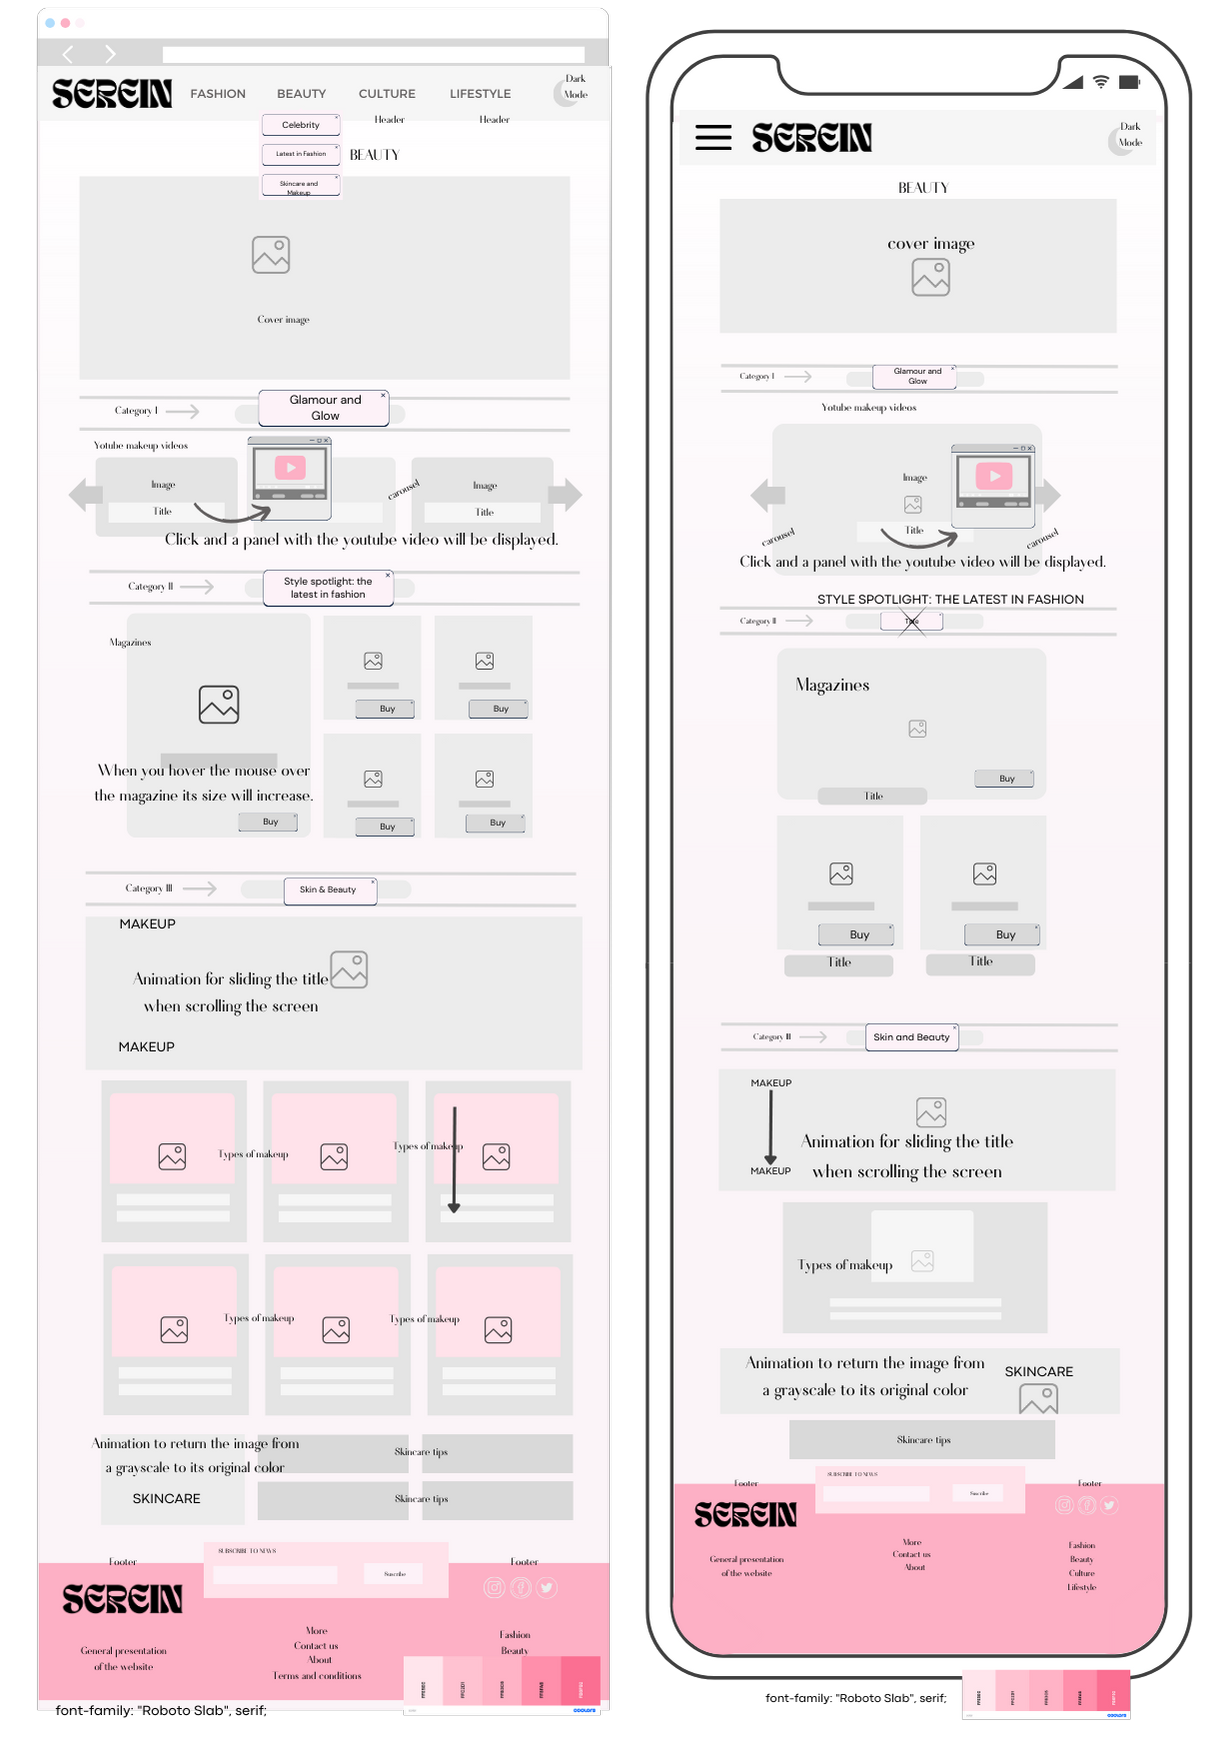 SEREIN
FASHION
BEAUTY
CULTURE
LIFESTYLE
Dark
Mode
Header
Header
Celebrity
Latest in Fashion
Skincare and
Makeup
BEAUTY
Cover image
Category I
Glamour and
Glow
Yotube makeup videos
Image
Title
carousel
Image
Title
Click and a panel with the youtube video will be displayed.
Category II
Style spotlight: the
latest in fashion
Magazines
When you hover the mouse over
the magazine its size will increase.
Buy
Buy
Buy
Buy
Buy
Category III
Skin & Beauty
MAKEUP
Animation for sliding the title
when scrolling the screen
MAKEUP
Types of makeup
Types of makeup
Types of makeup
Types of makeup
Animation to return the image from
a grayscale to its original color
SKINCARE
Skincare tips
Skincare tips
Footer
SUBSCRIBE TO NEWS
Suscribe
Footer
SEREIN
General presentation
of the website
More
Contact us
About
Terms and conditions
Fashion
Beauty
coolors
font-family: "Roboto Slab", serif;
SEREIN
Dark
Mode
BEAUTY
cover image
Category I
Glamour and
Glow
Yotube makeup videos
Image
Title
carousel
carousel
Click and a panel with the youtube video will be displayed.
STYLE SPOTLIGHT: THE LATEST IN FASHION
Category II
Title
Magazines
Buy
Title
Buy
Buy
Title
Title
Category II
Skin and Beauty
MAKEUP
Animation for sliding the title
when scrolling the screen
MAKEUP
Types of makeup
Animation to return the image from
a grayscale to its original color
SKINCARE
Skincare tips
Footer
SUBSCRIBE TO NEWS
Suscribe
Footer
SEREIN
General presentation
of the website
More
Contact us
About
Fashion
Beauty
Culture
Lifestyle
font-family: "Roboto Slab", serif;
coolors